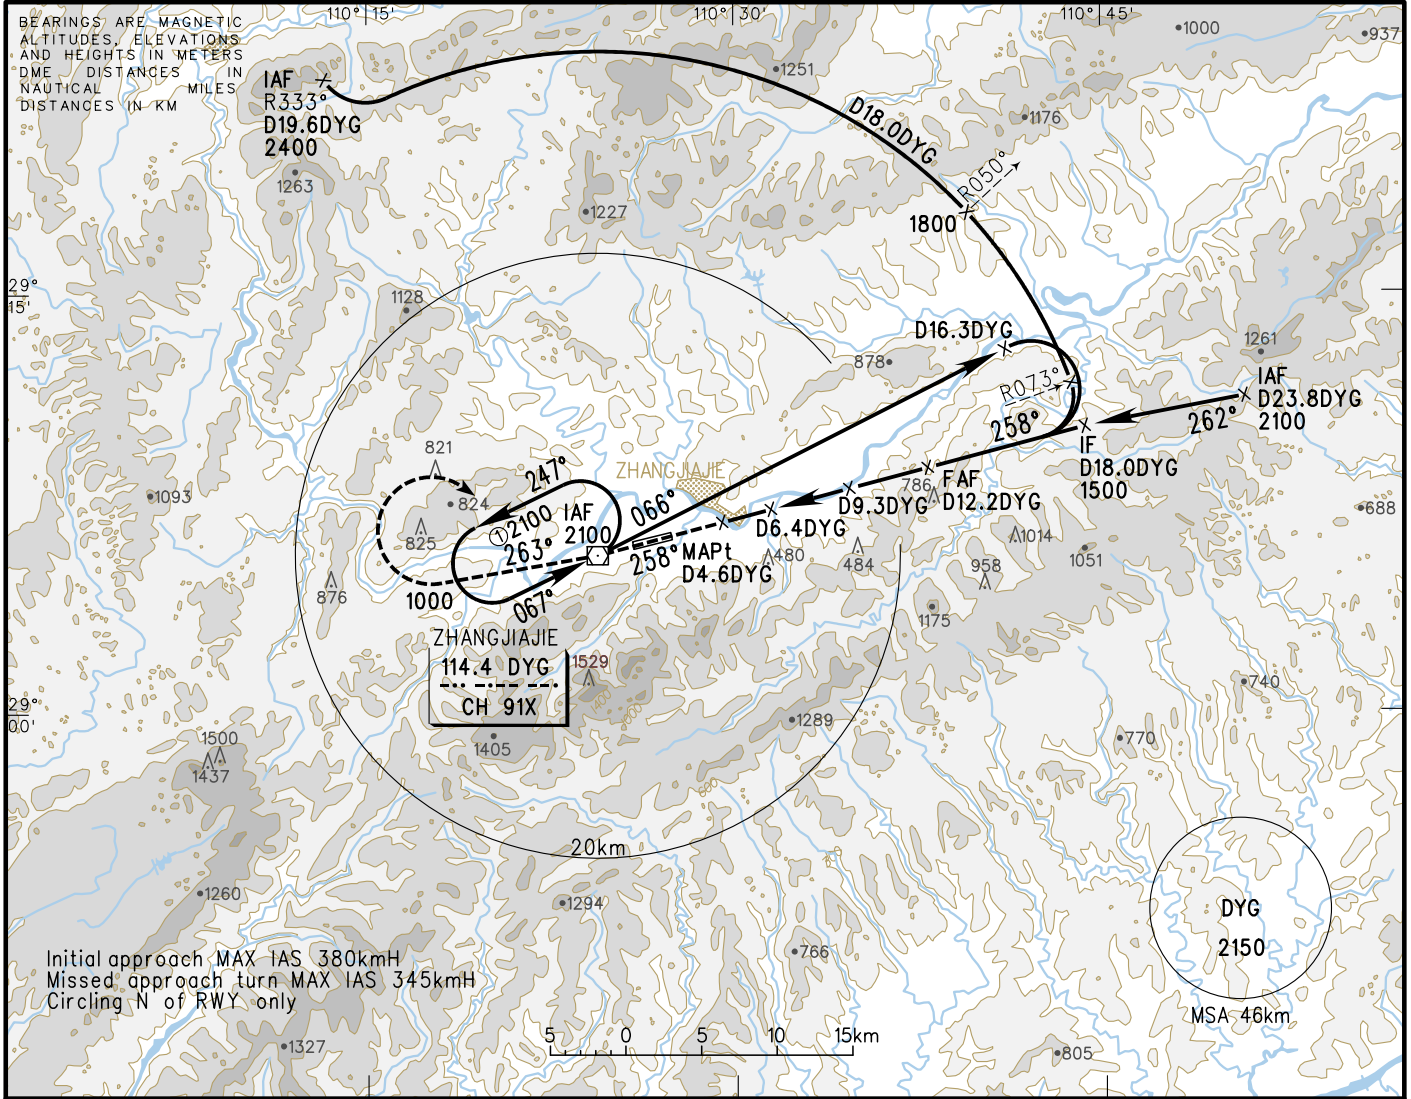 110° 15'
110° 30'
110° 45'
BEARINGS ARE MAGNETIC
ALTITUDES, ELEVATIONS
AND HEIGHTS IN METERS
DME DISTANCES IN
NAUTICAL MILES
DISTANCES IN KM
IAF
R333°
D19.6DYG
2400
1263
1251
1000
937
1176
D18.0DYG
R050°
1800
1227
29°
15'
1128
D16.3DYG
878
1261
R073°
IAF
D23.8DYG
2100
262°
258°
IF
D18.0DYG
1500
821
ZHANGJIAJIE
247°
1093
824
825
①2100
263°
IAF
2100
066°
786
FAF
D12.2DYG
D9.3DYG
D6.4DYG
688
258°
MAPt
D4.6DYG
480
484
1014
1051
958
876
1000
067°
1175
ZHANGJIAJIE
114.4 DYG
CH 91X
1529
740
29°
00'
1289
770
1405
1500
1437
600
20km
1260
1294
766
DYG
2150
MSA 46km
Initial approach MAX IAS 380kmH
Missed approach turn MAX IAS 345kmH
Circling N of RWY only
5 0 5 10 15km
1327
805